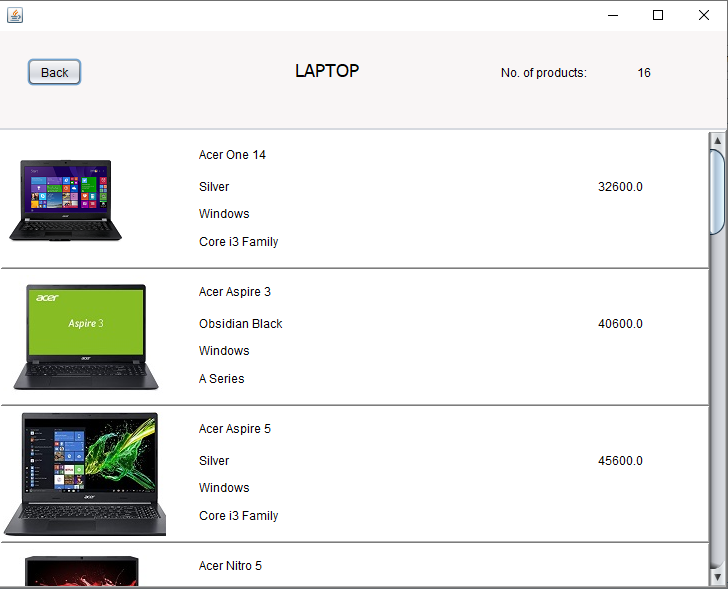 Back
LAPTOP
No. of products: 16
Acer One 14
Silver
32600.0
Windows
Core i3 Family
acer
Aspire 3
acer
Acer Aspire 3
Obsidian Black
40600.0
Windows
A Series
acer
Acer Aspire 5
Silver
45600.0
Windows
Core i3 Family
Acer Nitro 5